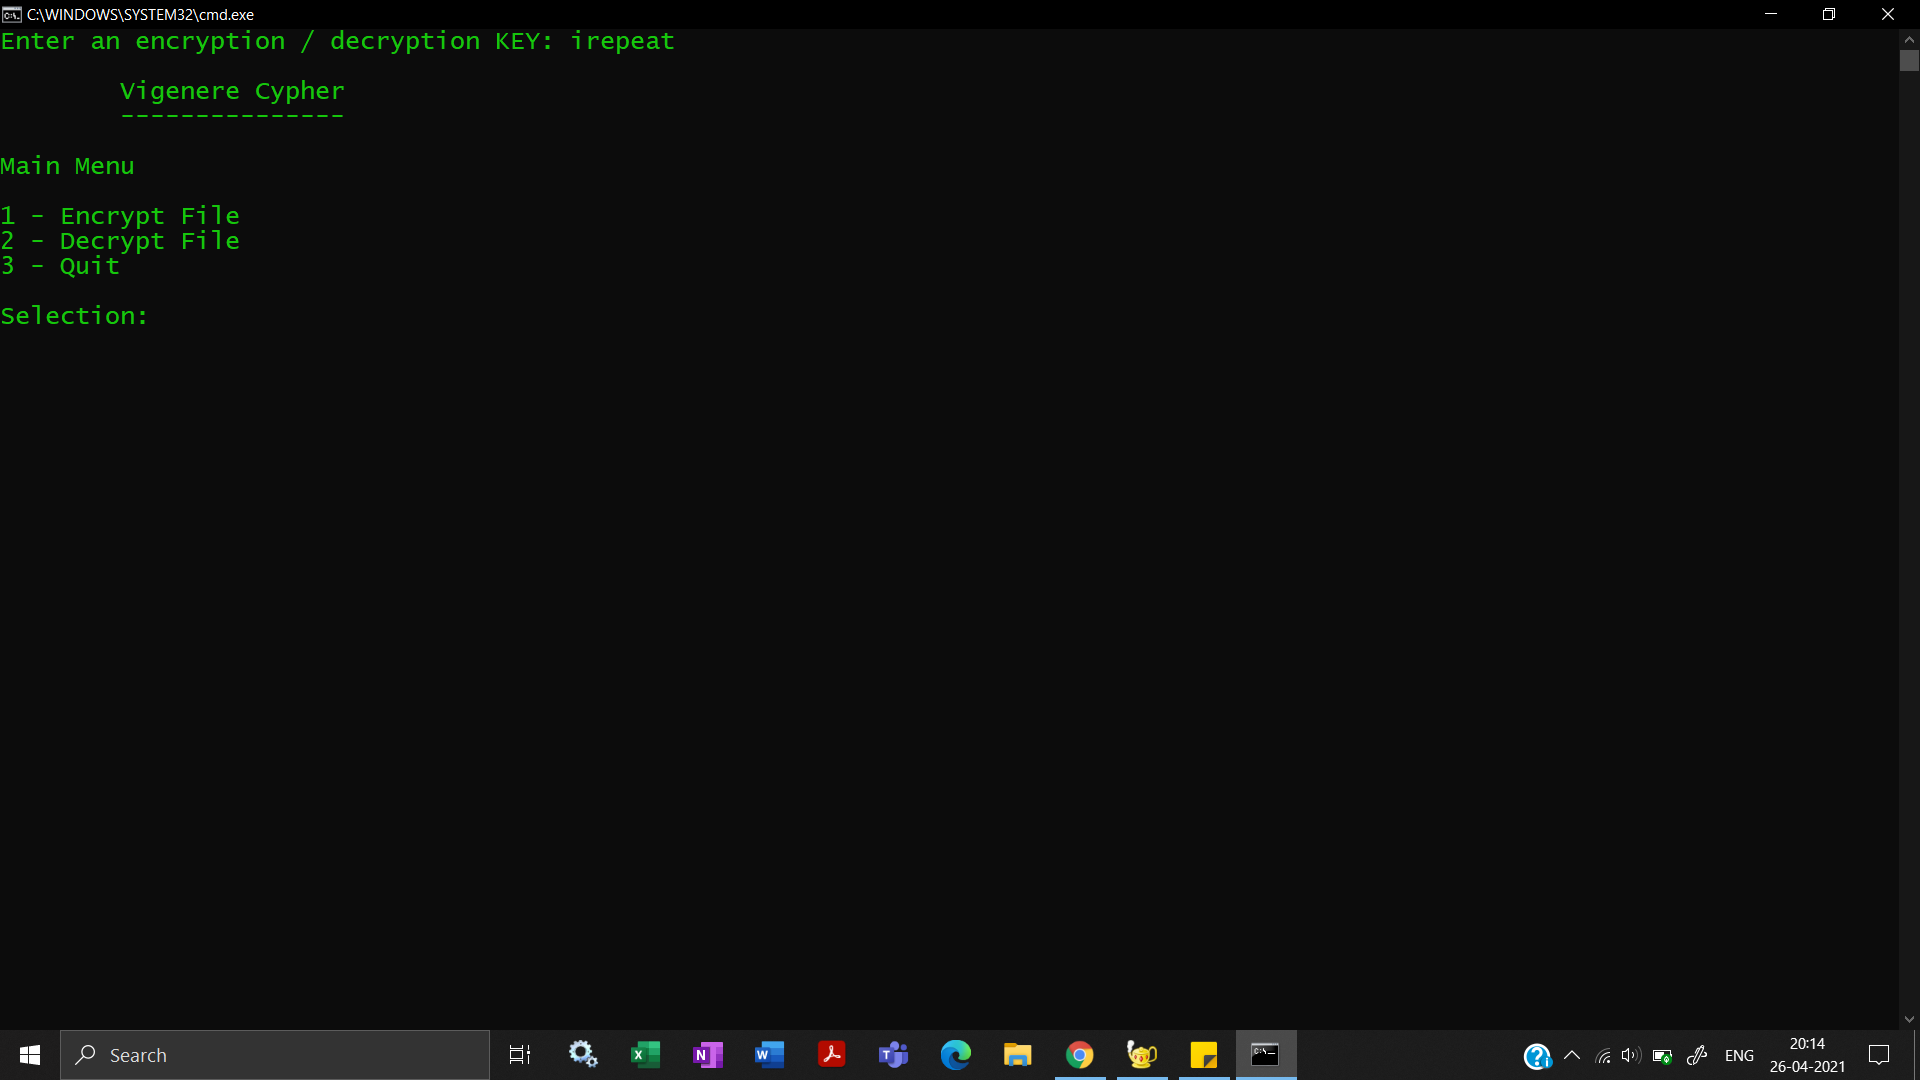 C:\WINDOWS\SYSTEM32\cmd.exe
Enter an encryption / decryption KEY: irepeat
Vigenere Cypher
---------------
Main Menu
1 - Encrypt File
2 - Decrypt File
3 - Quit
Selection:
Search
ENG
20:14
26-04-2021